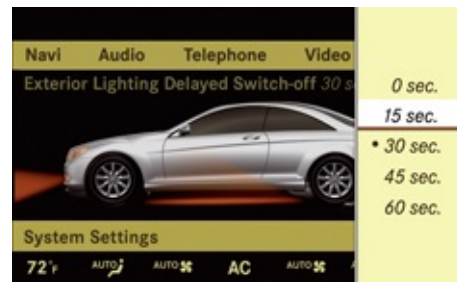 Navi Audio Telephone Video
Exterior Lighting Delayed Switch-off 30 s
0 sec.
15 sec.
• 30 sec.
45 sec.
60 sec.
System Settings
72°F AUTO AUTO AC AUTO